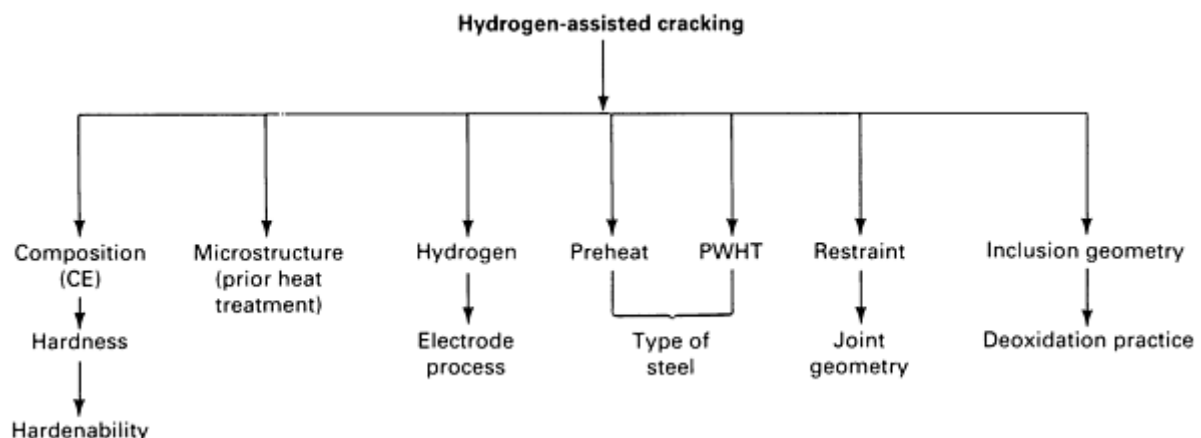 Hydrogen-assisted cracking
Composition
(CE)
Hardness
Hardenability
Microstructure
(prior heat
treatment)
Hydrogen
Electrode
process
Preheat
PWHT
Type of
steel
Restraint
Joint
geometry
Inclusion geometry
Deoxidation practice